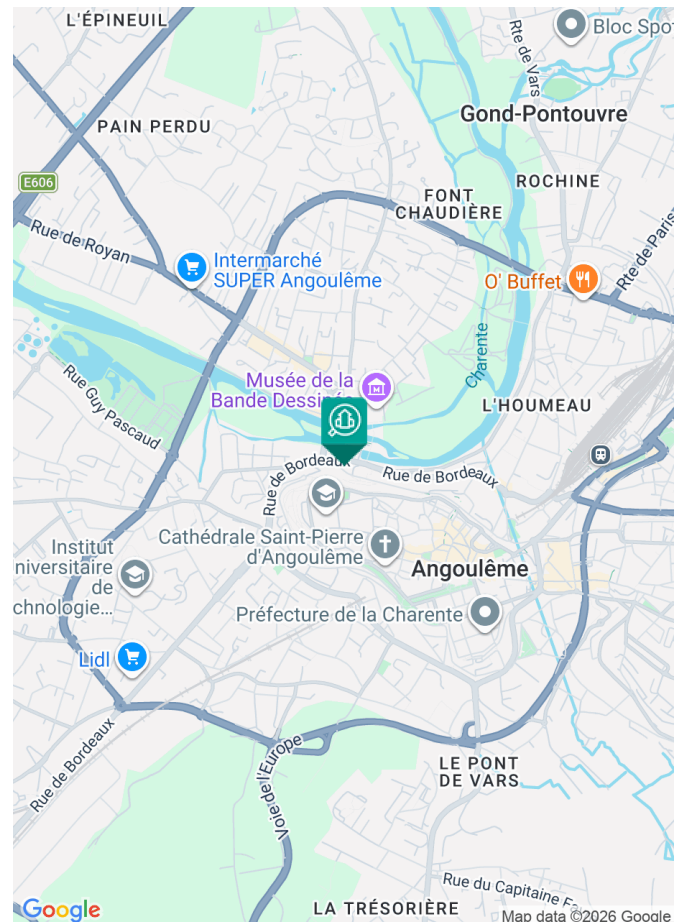 L'ÉPINEUIL
Bloc Spot
Rte de Vars
Gond-Pontouvre
PAIN PERDU
ROCHINE
E606
FONT
CHAUDIÈRE
Rue de Royan
Rte de Paris
Intermarché
SUPER Angoulême
O' Buffet
Charente
Musée de la
Bande Dessinée
L'HOUMEAU
Rue Guy Pascaud
Rue de Bordeaux
Rue de Bordeaux
Rue de Bordeaux
Cathédrale Saint-Pierre
d'Angoulême
Institut
niversitaire
de
chnologie...
Angoulême
Préfecture de la Charente
Lidl
Rue de Bordeaux
Voie de l'Europe
LE PONT
DE VARS
Rue du Capitaine
LA TRÉSORIÈRE
Google
Map data ©2026 Google